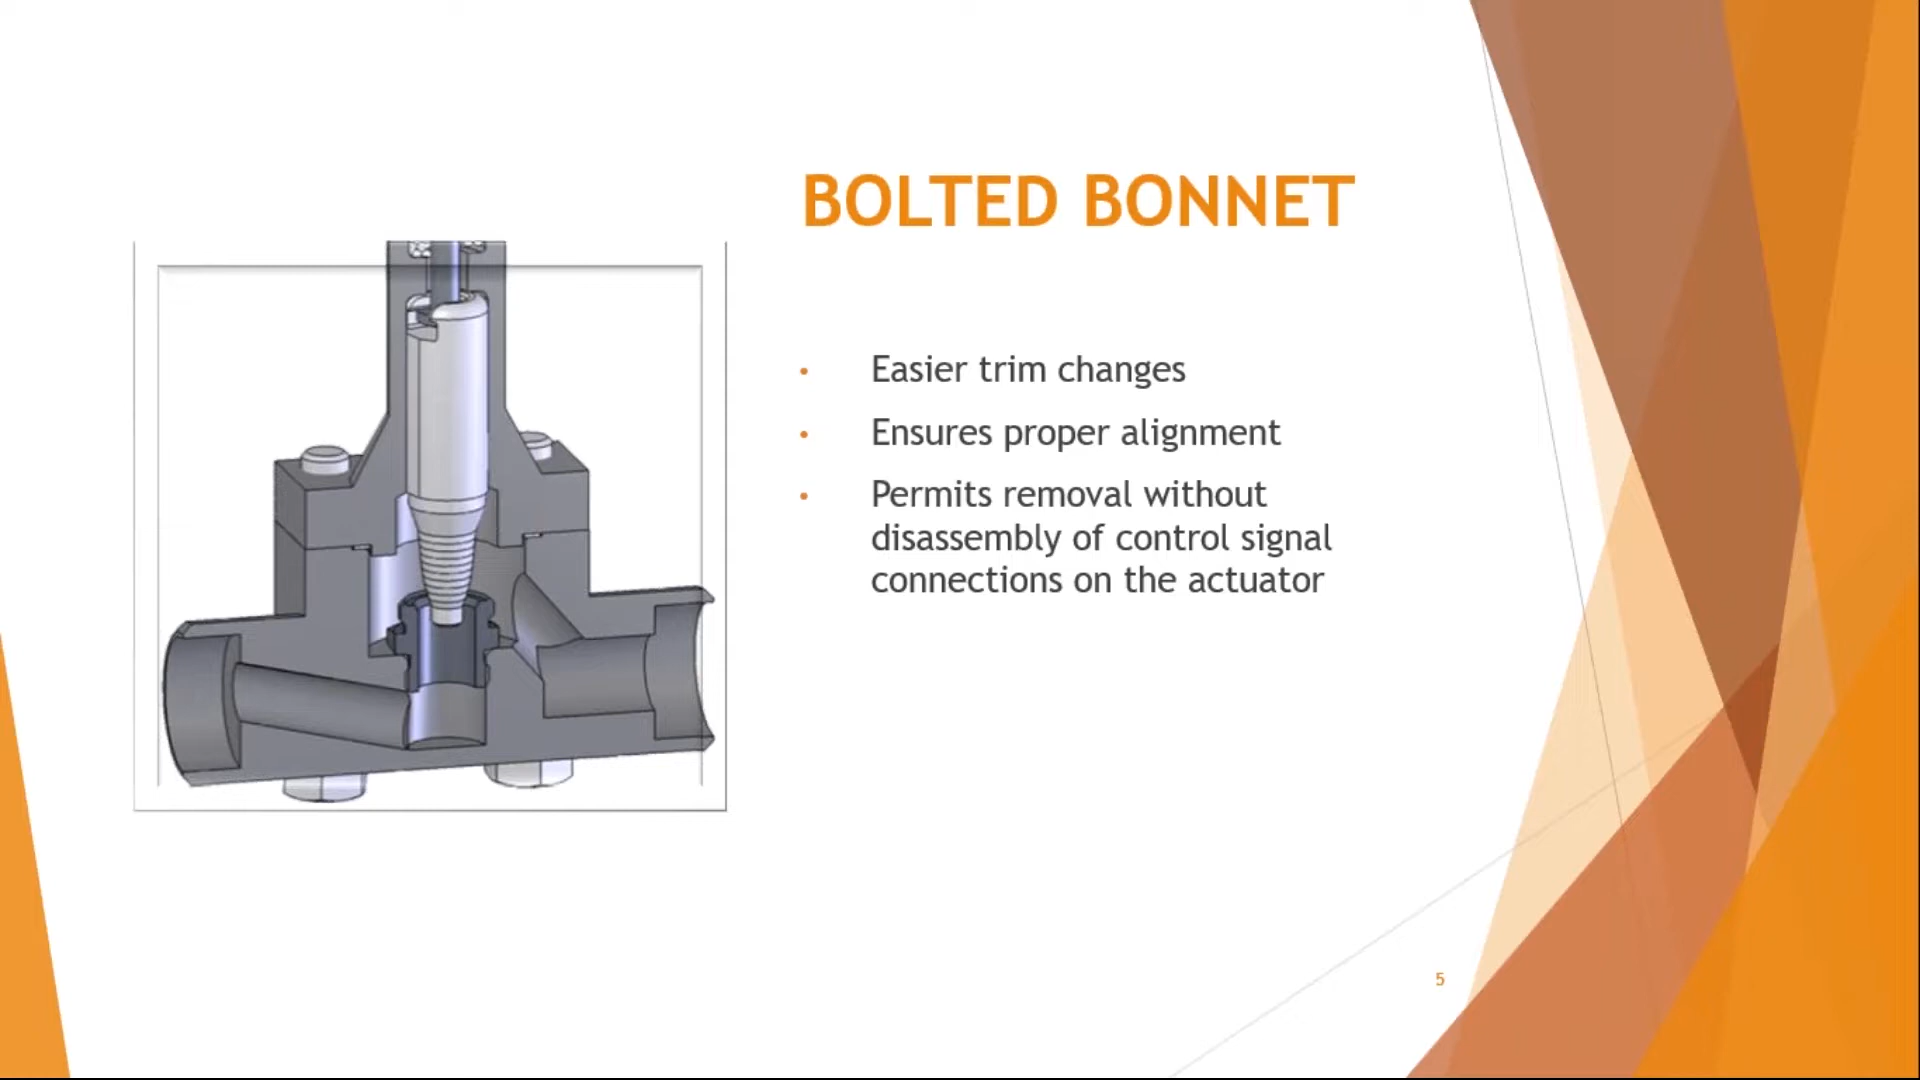 BOLTED BONNET
• Easier trim changes
• Ensures proper alignment
• Permits removal without
disassembly of control signal
connections on the actuator
5